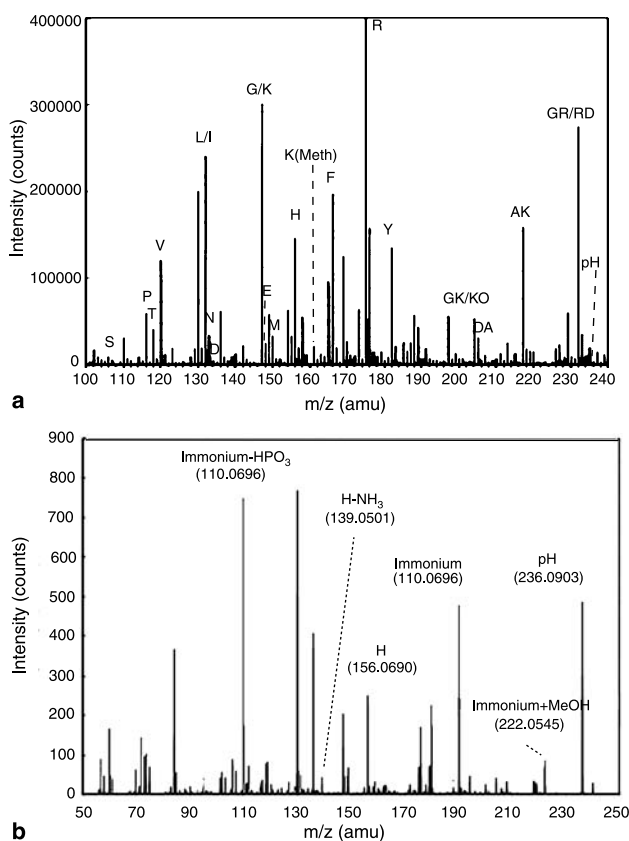 400000
300000
200000
100000
0
Intensity (counts)
R
G/K
GR/RD
L/I
K(Meth)
F
H
AK
Y
V
pH
E
P
T
N
M
GK/KO
S
D
DA
100 110 120 130 140 150 160 170 180 190 200 210 220 230 240
m/z (amu)
a
900
800
700
600
500
400
300
200
100
0
Intensity (counts)
Immonium-HPO3
(110.0696)
H-NH3
(139.0501)
Immonium
(110.0696)
pH
(236.0903)
H
(156.0690)
Immonium+MeOH
(222.0545)
50 70 90 110 130 150 170 190 210 230 250
m/z (amu)
b